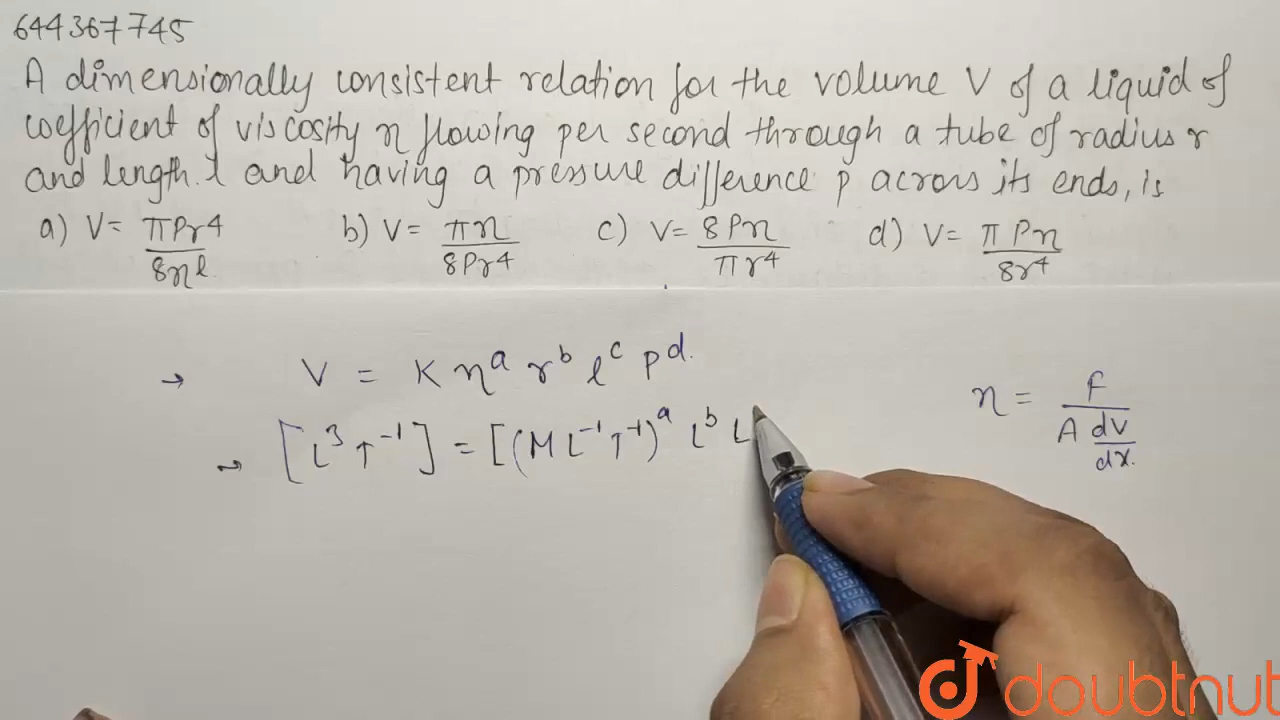 644367745
A dimensionally consistent relation for the volume V of a liquid of
coefficient of viscosity η flowing per second through a tube of radius r
and length l and having a pressure difference p across its ends, is
a) V = πPr⁴/8ηl b) V = πη/8Pr⁴ c) V = 8Pη/πr⁴ d) V = πPη/8r⁴
→ V = K η^a r^b l^c P^d.
→ [L³T⁻¹] = [(ML⁻¹T⁻¹)^a L^b L
η = F/(A dv/dx)
doubtnut